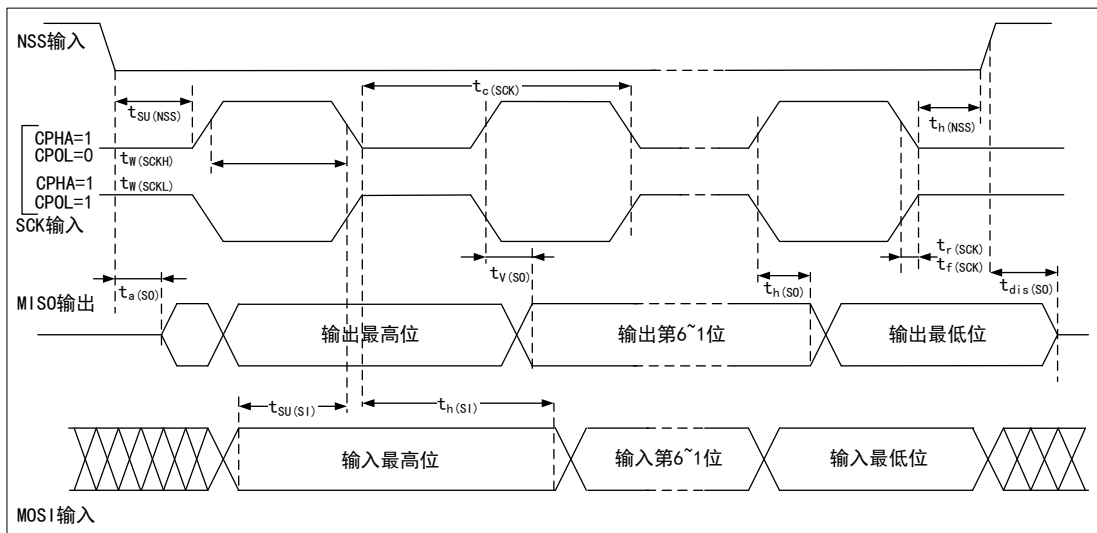 NSS输入
tc(SCK)
tSU(NSS)
th(NSS)
CPHA=1
CPOL=0
tW(SCKH)
CPHA=1
CPOL=1
tW(SCKL)
SCK输入
tV(SO)
tr(SCK)
tf(SCK)
ta(SO)
th(SO)
tdis(SO)
MISO输出
输出最高位
输出第6~1位
输出最低位
tSU(SI)
th(SI)
输入最高位
输入第6~1位
输入最低位
MOSI输入